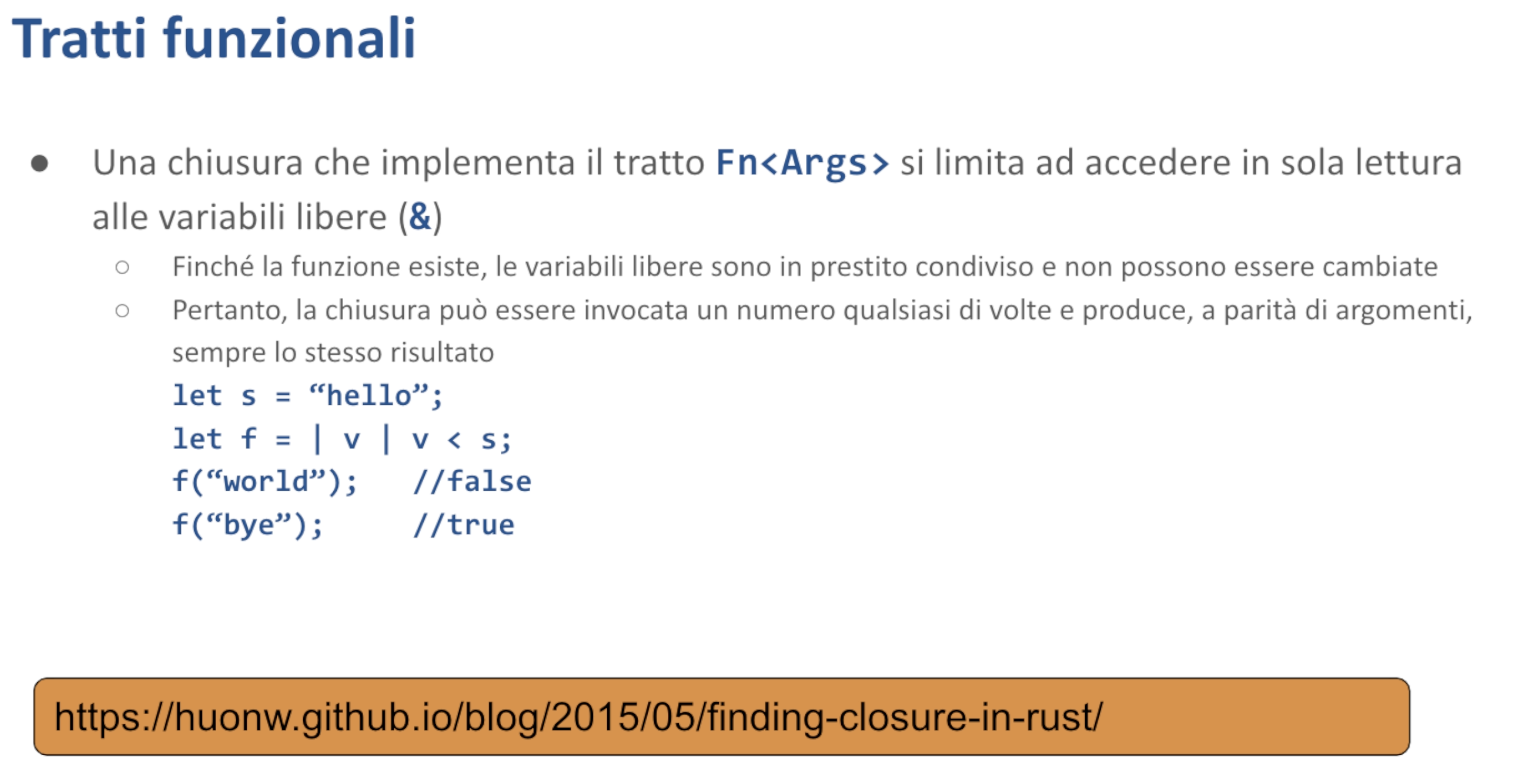 Tratti funzionali
● Una chiusura che implementa il tratto Fn<Args> si limita ad accedere in sola lettura
alle variabili libere (&)
○ Finché la funzione esiste, le variabili libere sono in prestito condiviso e non possono essere cambiate
○ Pertanto, la chiusura può essere invocata un numero qualsiasi di volte e produce, a parità di argomenti,
sempre lo stesso risultato
let s = “hello”;
let f = | v | v < s;
f(“world”); //false
f(“bye”); //true
https://huonw.github.io/blog/2015/05/finding-closure-in-rust/